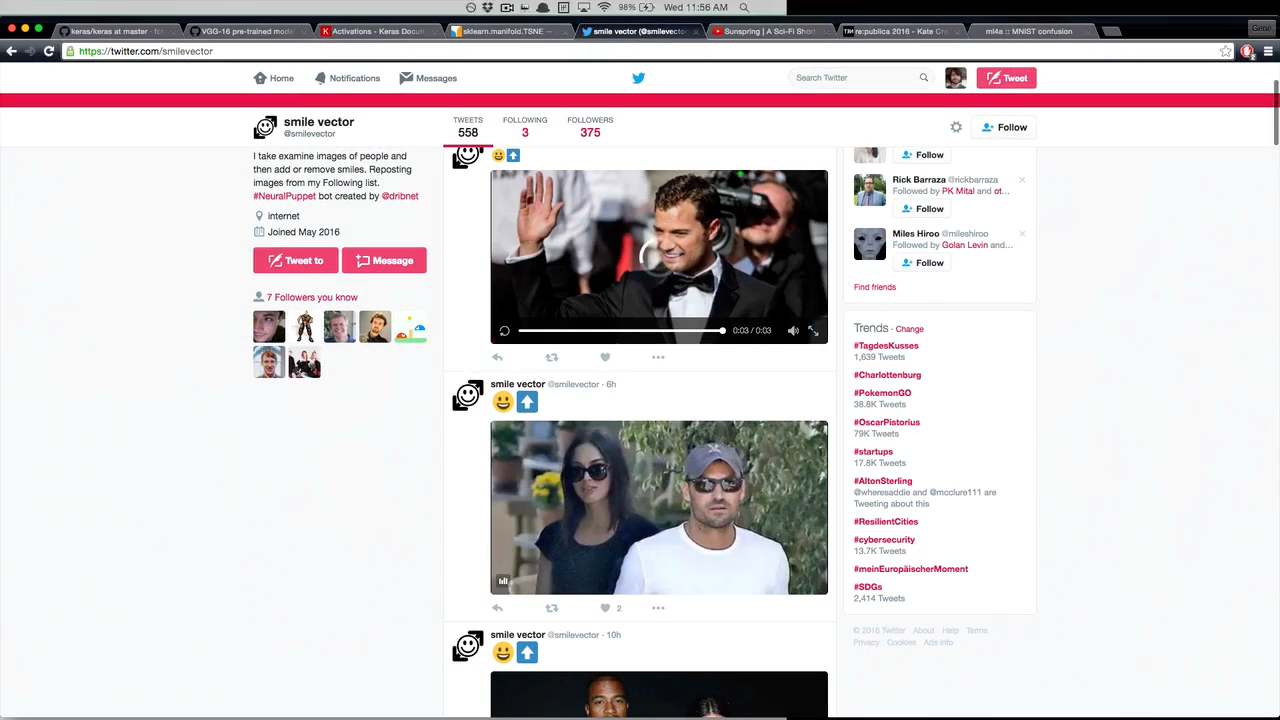 98%
Wed 11:56 AM
keras/keras at master · fch
VGG-16 pre-trained mode
Activations - Keras Docum
sklearn.manifold.TSNE —
smile vector (@smilevecto
Sunspring | A Sci-Fi Short
re:publica 2016 - Kate Cr
ml4a :: MNIST confusion
Gene
https://twitter.com/smilevector
Home
Notifications
Messages
Search Twitter
Tweet
smile vector
@smilevector
TWEETS
558
FOLLOWING
3
FOLLOWERS
375
Follow
I take examine images of people and
then add or remove smiles. Reposting
images from my Following list.
#NeuralPuppet bot created by @dribnet
internet
Joined May 2016
Tweet to
Message
7 Followers you know
0:03 / 0:03
smile vector @smilevector · 6h
2
smile vector @smilevector · 10h
Follow
Rick Barraza @rickbarraza
Followed by PK Mital and ot...
Follow
Miles Hiroo @mileshiroo
Followed by Golan Levin and...
Follow
Find friends
Trends · Change
#TagdesKusses
1,639 Tweets
#Charlottenburg
#PokemonGO
38.8K Tweets
#OscarPistorius
79K Tweets
#startups
17.8K Tweets
#AltonSterling
@wheresaddie and @mcclure111 are
Tweeting about this
#ResilientCities
#cybersecurity
13.7K Tweets
#meinEuropäischerMoment
#SDGs
2,414 Tweets
© 2016 Twitter About Help Terms
Privacy Cookies Ads info